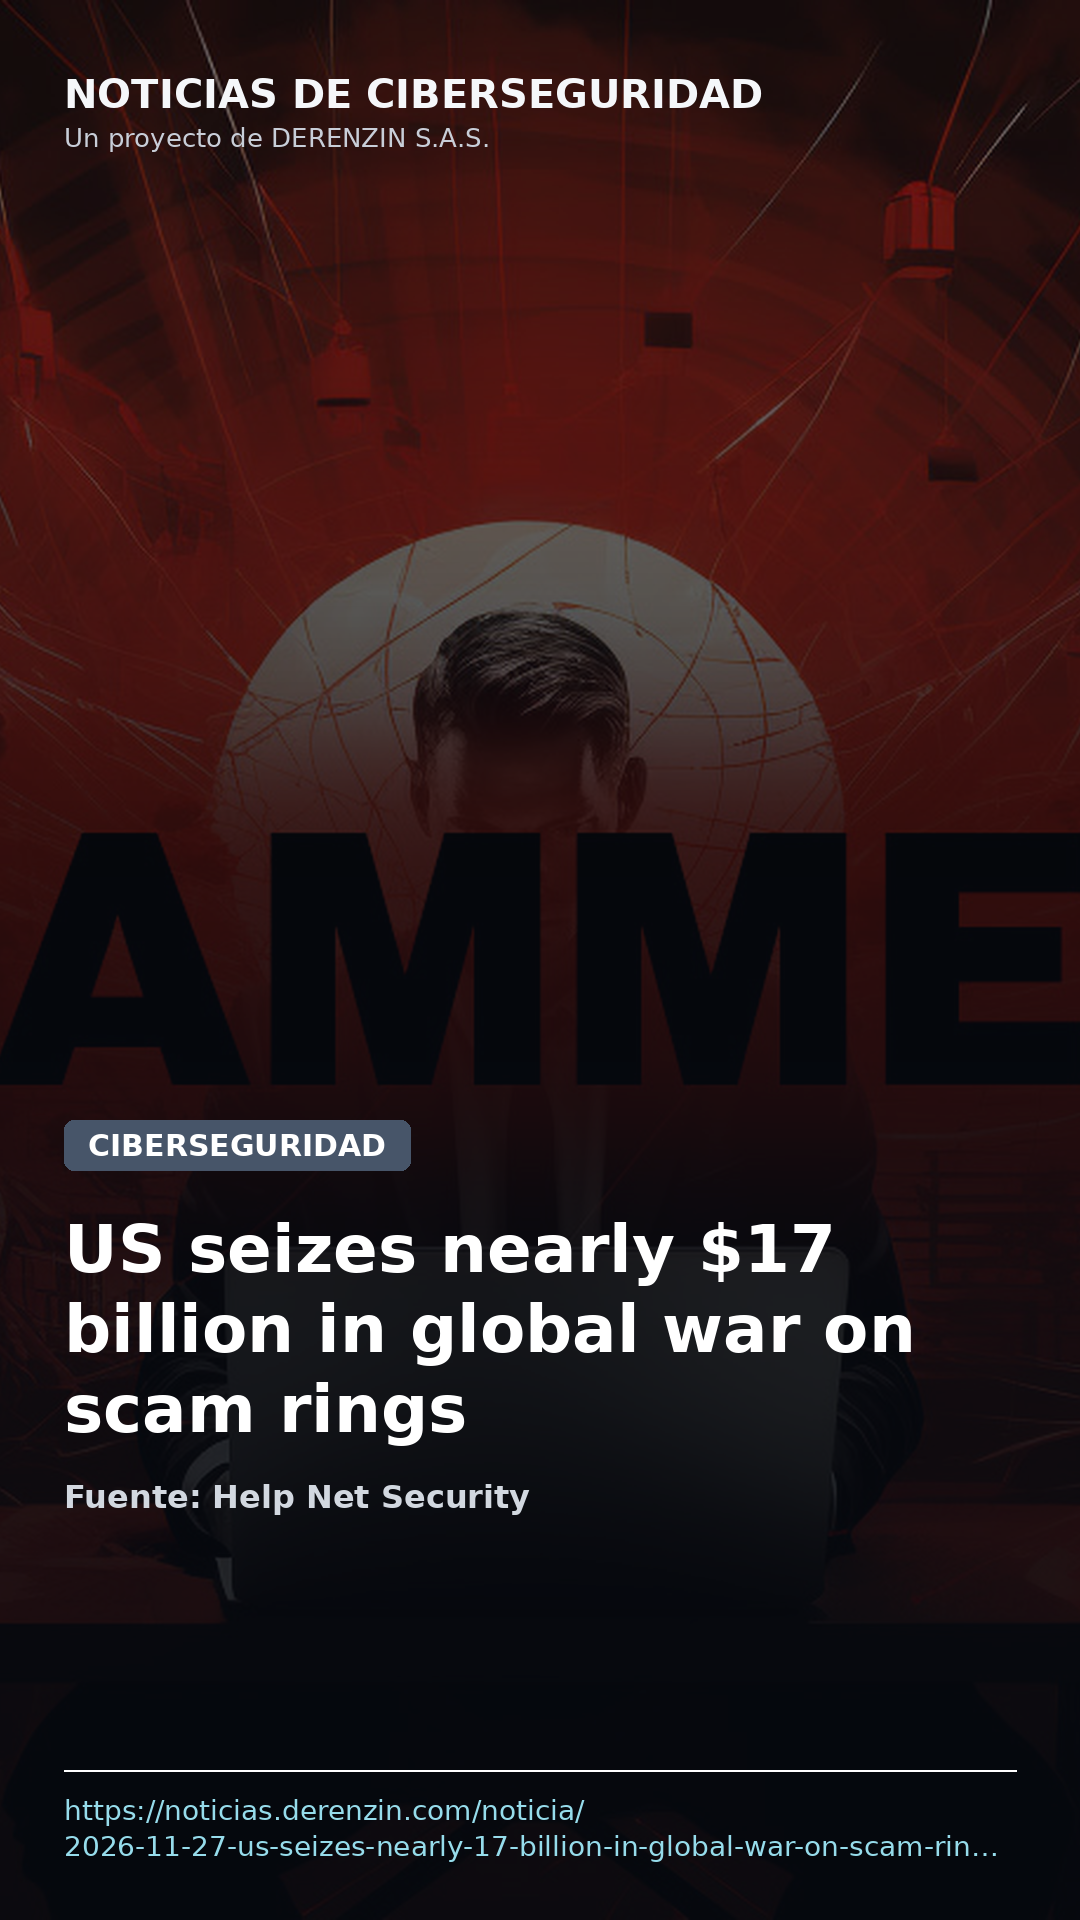 NOTICIAS DE CIBERSEGURIDAD
Un proyecto de DERENZIN S.A.S.
AMME
CIBERSEGURIDAD
US seizes nearly $17
billion in global war on
scam rings
Fuente: Help Net Security
https://noticias.derenzin.com/noticia/
2026-11-27-us-seizes-nearly-17-billion-in-global-war-on-scam-rin...